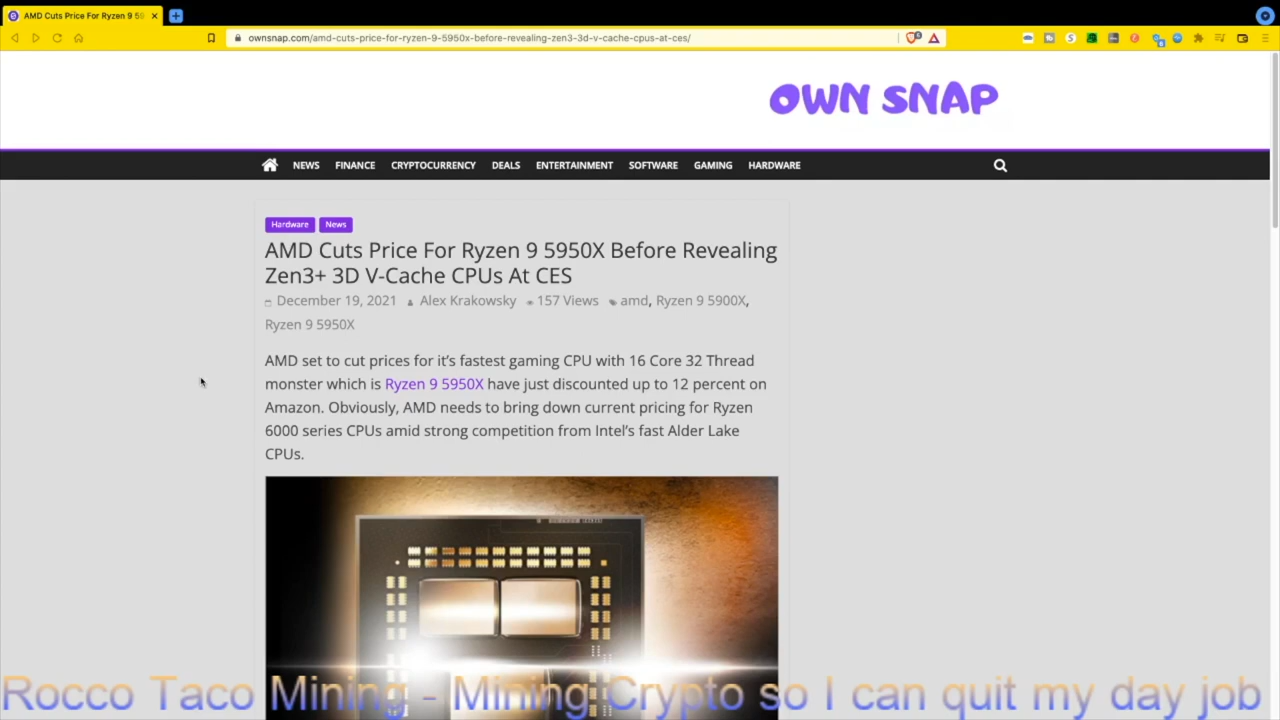 AMD Cuts Price For Ryzen 9 59
ownsnap.com/amd-cuts-price-for-ryzen-9-5950x-before-revealing-zen3-3d-v-cache-cpus-at-ces/
OWN SNAP
NEWS FINANCE CRYPTOCURRENCY DEALS ENTERTAINMENT SOFTWARE GAMING HARDWARE
Hardware News
AMD Cuts Price For Ryzen 9 5950X Before Revealing
Zen3+ 3D V-Cache CPUs At CES
December 19, 2021 Alex Krakowsky 157 Views amd, Ryzen 9 5900X,
Ryzen 9 5950X
AMD set to cut prices for it's fastest gaming CPU with 16 Core 32 Thread
monster which is Ryzen 9 5950X have just discounted up to 12 percent on
Amazon. Obviously, AMD needs to bring down current pricing for Ryzen
6000 series CPUs amid strong competition from Intel's fast Alder Lake
CPUs.
Rocco Taco Mining - Mining Crypto so I can quit my day job